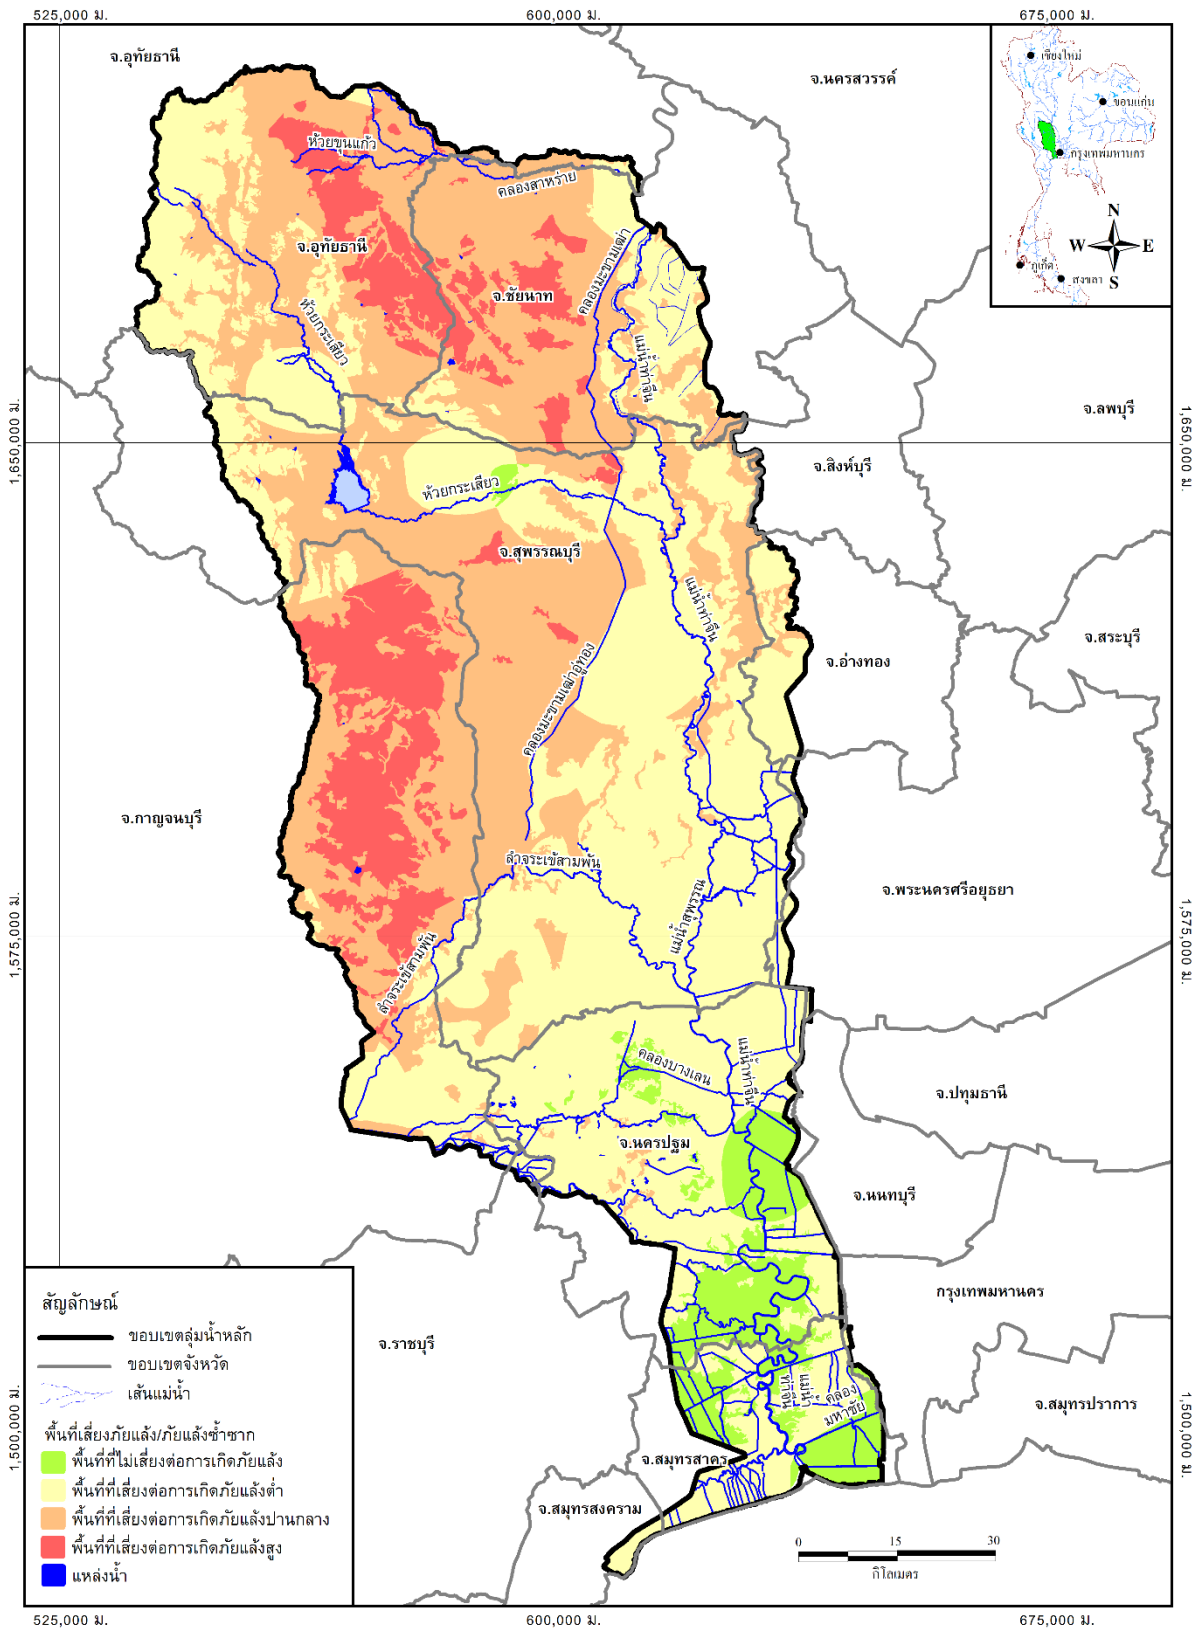 525,000 ม.
600,000 ม.
675,000 ม.
จ.อุทัยธานี
จ.นครสวรรค์
เชียงใหม่
ขอนแก่น
กรุงเทพมหานคร
ภูเก็ต
สงขลา
N
W
E
S
ห้วยขุนแก้ว
คลองสาหร่าย
จ.อุทัยธานี
จ.ชัยนาท
คลองมะขามเฒ่า
ห้วยกระเสียว
แม่น้ำท่าจีน
จ.ลพบุรี
1,650,000 ม.
1,650,000 ม.
จ.สิงห์บุรี
ห้วยกระเสียว
จ.สุพรรณบุรี
แม่น้ำท่าจีน
จ.สระบุรี
จ.อ่างทอง
คลองมะขามเฒ่าอู่ทอง
จ.กาญจนบุรี
ลำจระเข้สามพัน
จ.พระนครศรีอยุธยา
แม่น้ำสุพรรณ
1,575,000 ม.
1,575,000 ม.
ลำจระเข้สามพัน
คลองบางเลน
แม่น้ำท่าจีน
จ.ปทุมธานี
จ.นครปฐม
จ.นนทบุรี
กรุงเทพมหานคร
จ.ราชบุรี
แม่น้ำ
ท่าจีน
คลอง
มหาชัย
จ.สมุทรปราการ
1,500,000 ม.
1,500,000 ม.
จ.สมุทรสาคร
จ.สมุทรสงคราม
สัญลักษณ์
ขอบเขตลุ่มน้ำหลัก
ขอบเขตจังหวัด
เส้นแม่น้ำ
พื้นที่เสี่ยงภัยแล้ง/ภัยแล้งซ้ำซาก
พื้นที่ที่ไม่เสี่ยงต่อการเกิดภัยแล้ง
พื้นที่ที่เสี่ยงต่อการเกิดภัยแล้งต่ำ
พื้นที่ที่เสี่ยงต่อการเกิดภัยแล้งปานกลาง
พื้นที่ที่เสี่ยงต่อการเกิดภัยแล้งสูง
แหล่งน้ำ
0 15 30
กิโลเมตร
525,000 ม.
600,000 ม.
675,000 ม.